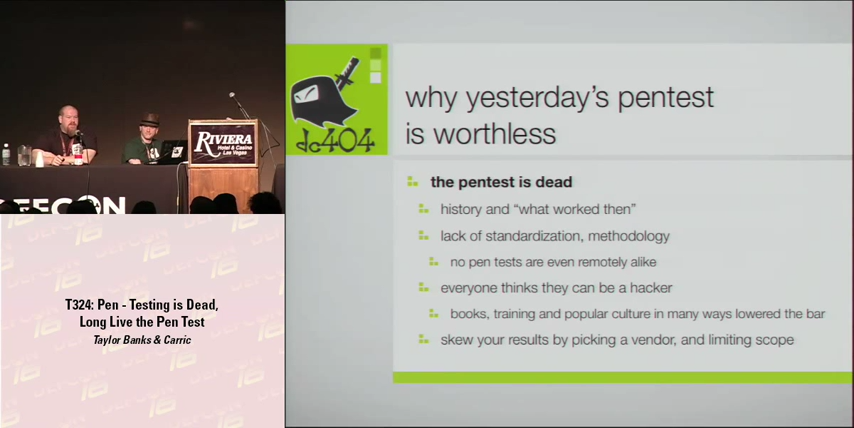 RIVIERA
Hotel & Casino
Las Vegas
DEFCON
T324: Pen - Testing is Dead,
Long Live the Pen Test
Taylor Banks & Carric
dc404
why yesterday's pentest
is worthless
the pentest is dead
history and “what worked then”
lack of standardization, methodology
no pen tests are even remotely alike
everyone thinks they can be a hacker
books, training and popular culture in many ways lowered the bar
skew your results by picking a vendor, and limiting scope